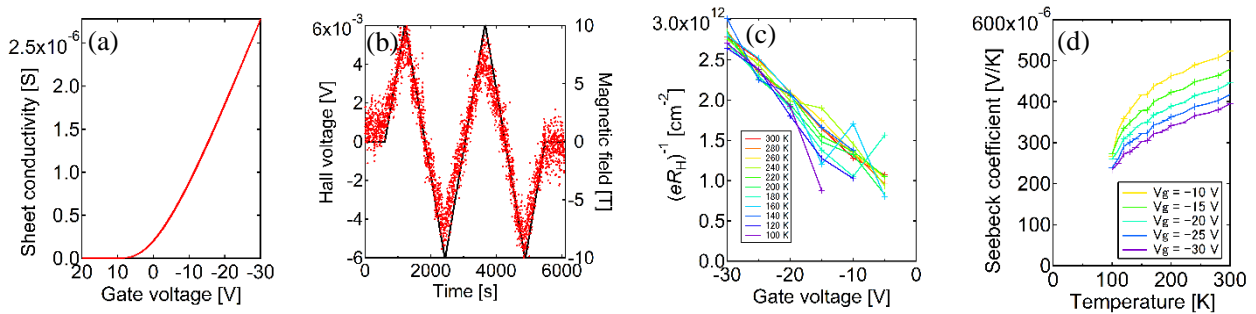 (a)
2.5x10⁻⁶
2.0
1.5
1.0
0.5
0.0
Sheet conductivity [S]
20 10 0 -10 -20 -30
Gate voltage [V]
(b)
6x10⁻³
4
2
0
-2
-4
-6
Hall voltage [V]
10
5
0
-5
-10
Magnetic field [T]
0 2000 4000 6000
Time [s]
(c)
3.0x10¹²
2.5
2.0
1.5
1.0
0.5
0.0
(eR_H)⁻¹ [cm⁻²]
300 K
280 K
260 K
240 K
220 K
200 K
180 K
160 K
140 K
120 K
100 K
-30 -20 -10 0
Gate voltage [V]
(d)
600x10⁻⁶
500
400
300
200
100
0
Seebeck coefficient [V/K]
Vg = -10 V
Vg = -15 V
Vg = -20 V
Vg = -25 V
Vg = -30 V
0 100 200 300
Temperature [K]